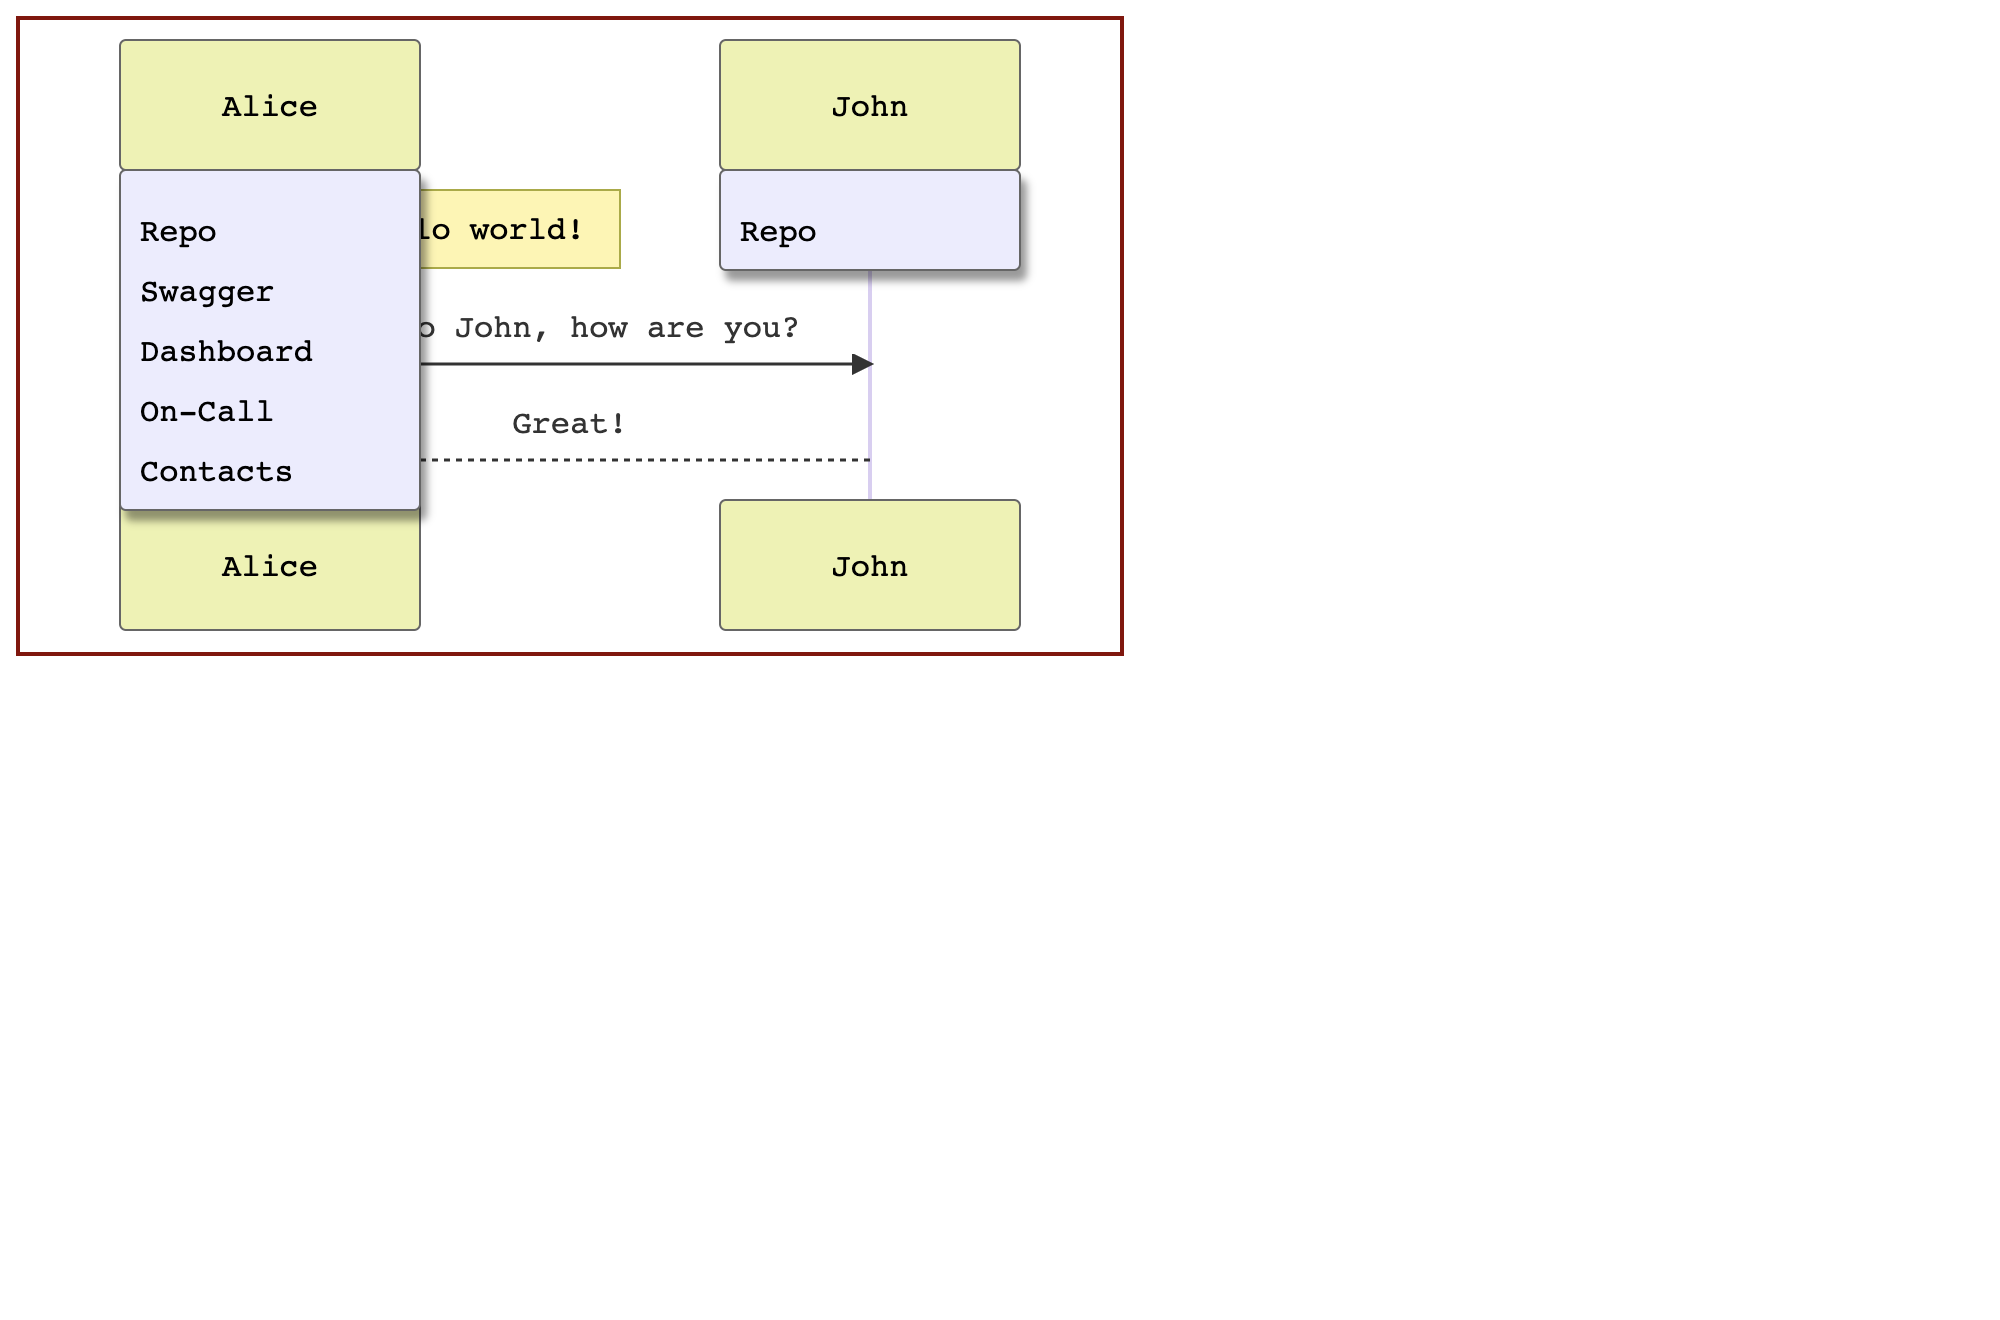 Alice
John
Repo
lo world!
Repo
Swagger
o John, how are you?
Dashboard
On-Call
Great!
Contacts
Alice
John